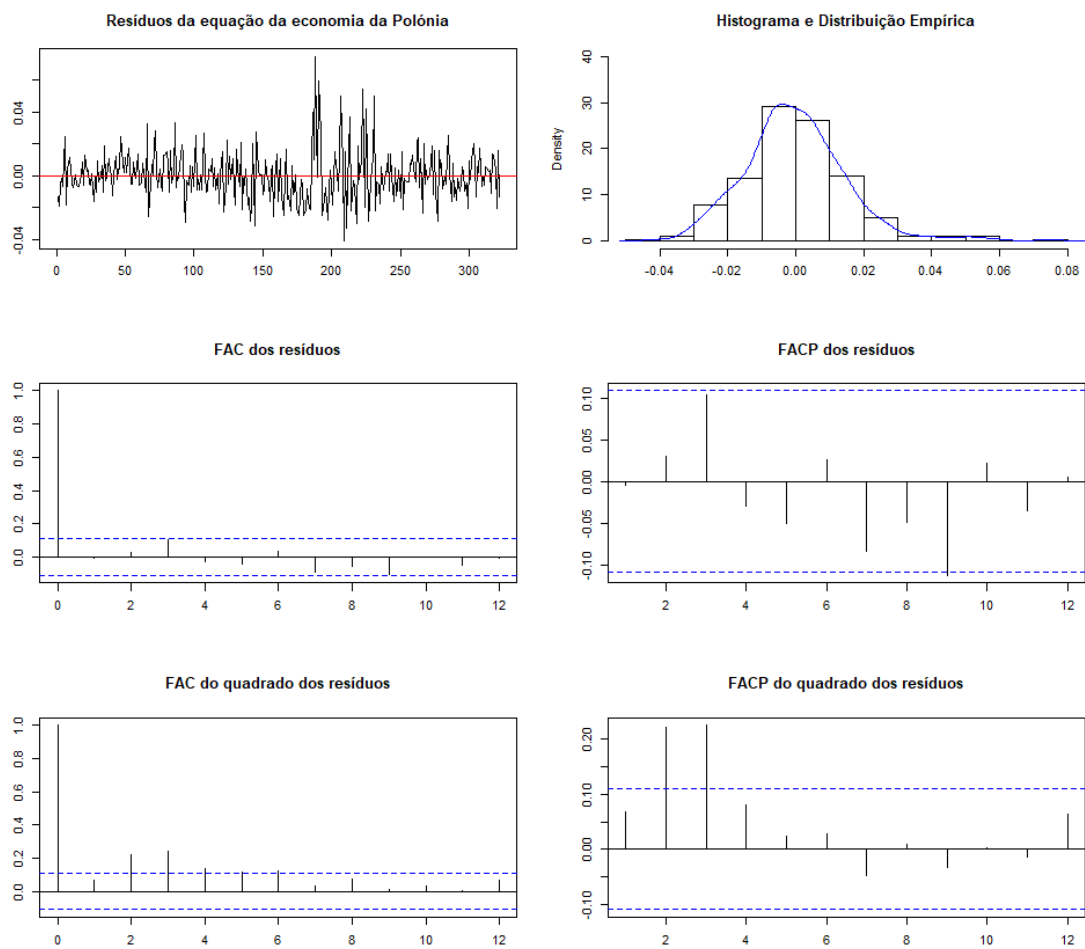 Resíduos da equação da economia da Polónia
0.04
0.00
-0.04
0 50 100 150 200 250 300
Histograma e Distribuição Empírica
Density
40
30
20
10
0
-0.04 -0.02 0.00 0.02 0.04 0.06 0.08
FAC dos resíduos
1.0
0.8
0.6
0.4
0.2
0.0
0 2 4 6 8 10 12
FACP dos resíduos
0.10
0.05
0.00
-0.05
-0.10
2 4 6 8 10 12
FAC do quadrado dos resíduos
1.0
0.8
0.6
0.4
0.2
0.0
0 2 4 6 8 10 12
FACP do quadrado dos resíduos
0.20
0.10
0.00
-0.10
2 4 6 8 10 12